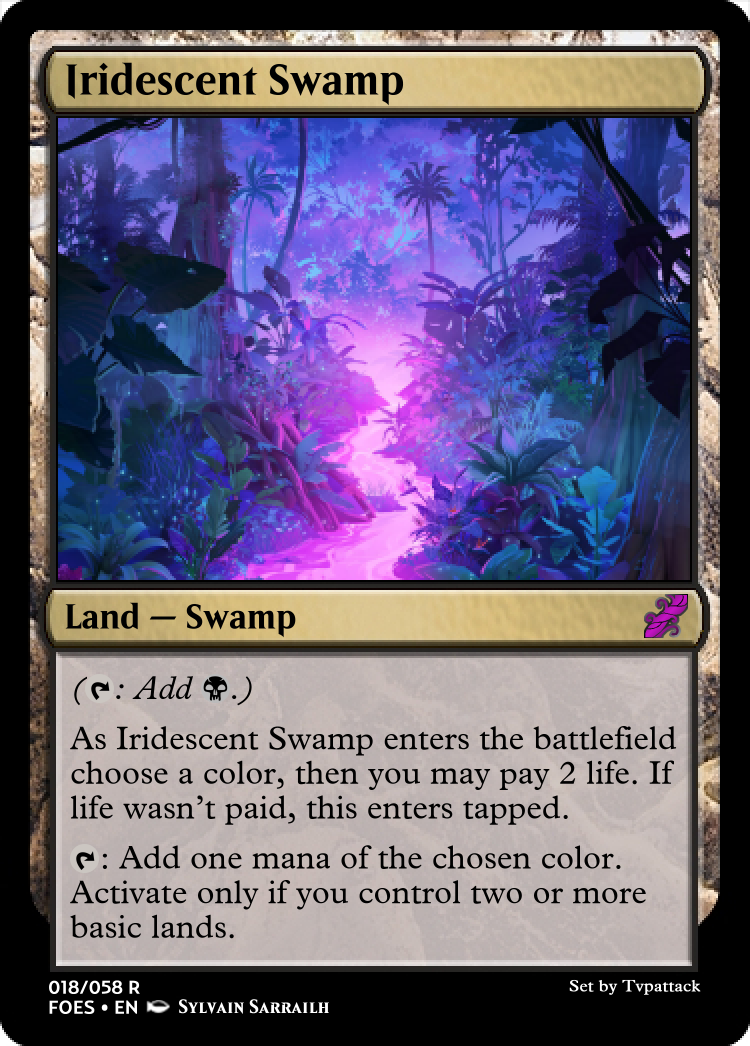 Iridescent Swamp
Land — Swamp
(: Add .)
As Iridescent Swamp enters the battlefield
choose a color, then you may pay 2 life. If
life wasn't paid, this enters tapped.
: Add one mana of the chosen color.
Activate only if you control two or more
basic lands.
018/058 R
Set by Tvpattack
FOES • EN SYLVAIN SARRAILH